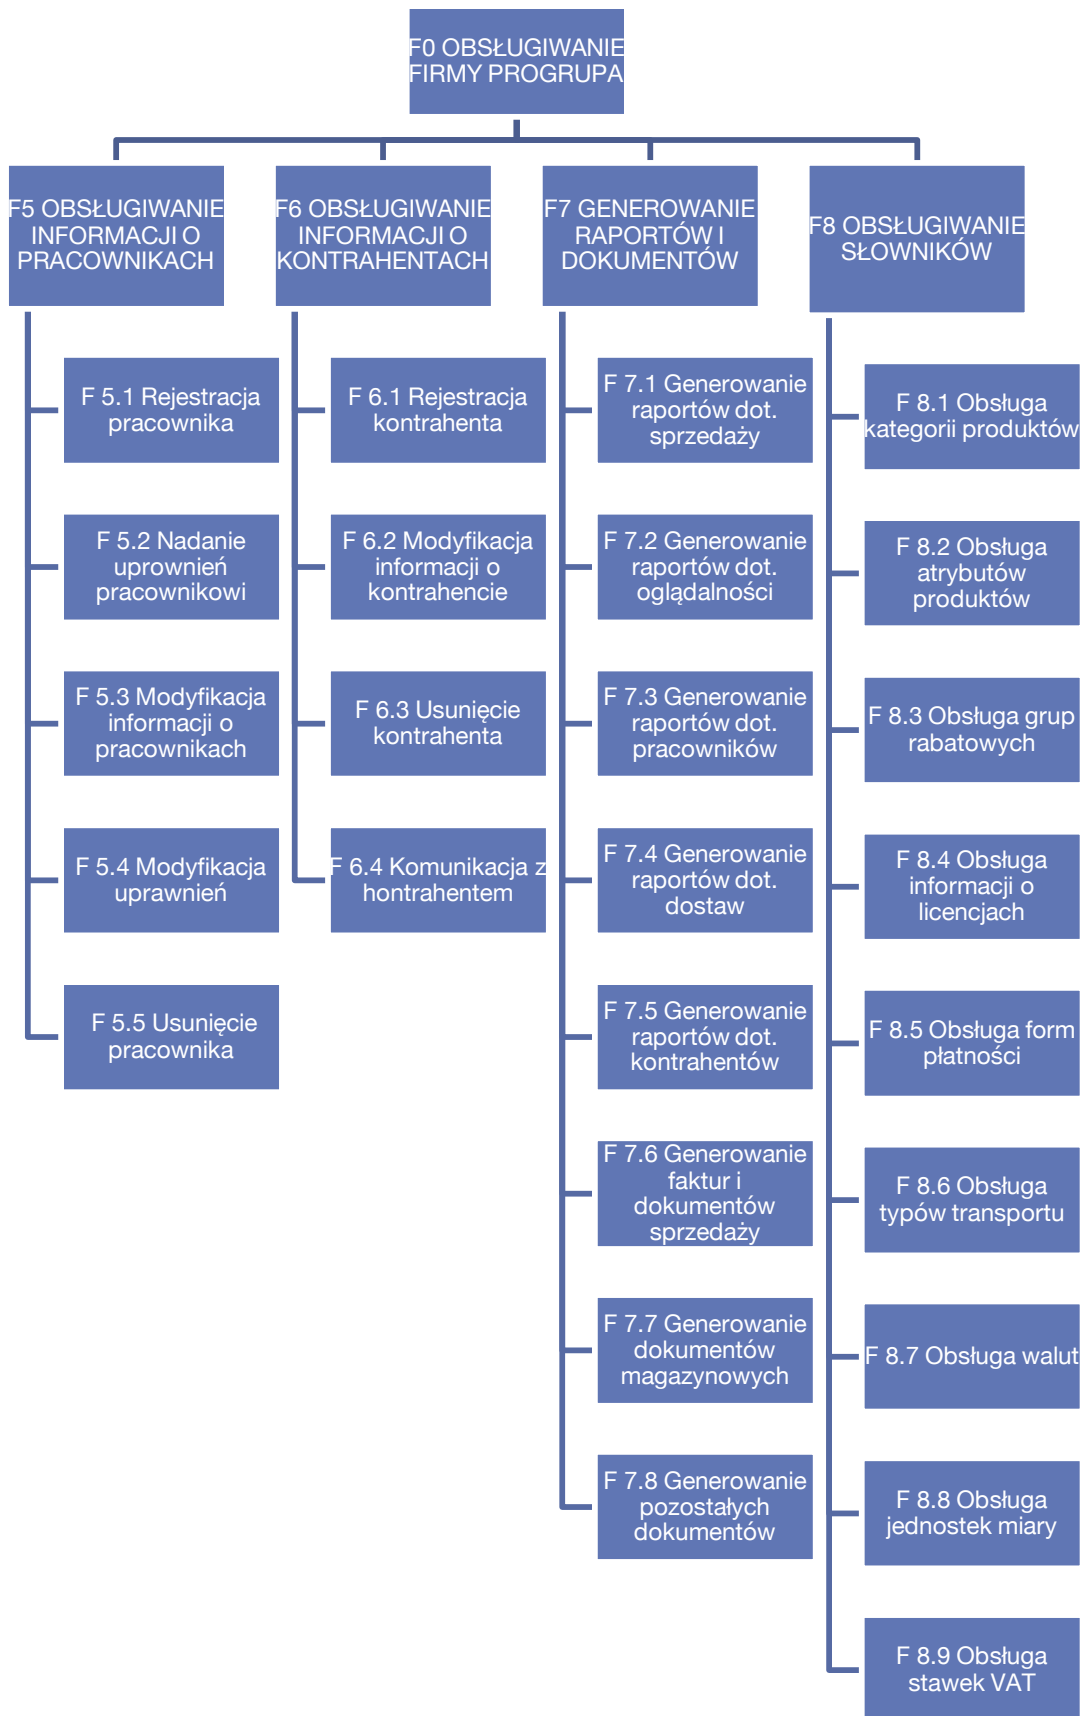 F0 OBSŁUGIWANIE
FIRMY PROGRUPA
F5 OBSŁUGIWANIE
INFORMACJI O
PRACOWNIKACH
F 5.1 Rejestracja
pracownika
F 5.2 Nadanie
uprownień
pracownikowi
F 5.3 Modyfikacja
informacji o
pracownikach
F 5.4 Modyfikacja
uprawnień
F 5.5 Usunięcie
pracownika
F6 OBSŁUGIWANIE
INFORMACJI O
KONTRAHENTACH
F 6.1 Rejestracja
kontrahenta
F 6.2 Modyfikacja
informacji o
kontrahencie
F 6.3 Usunięcie
kontrahenta
F 6.4 Komunikacja z
hontrahentem
F7 GENEROWANIE
RAPORTÓW I
DOKUMENTÓW
F 7.1 Generowanie
raportów dot.
sprzedaży
F 7.2 Generowanie
raportów dot.
oglądalności
F 7.3 Generowanie
raportów dot.
pracowników
F 7.4 Generowanie
raportów dot.
dostaw
F 7.5 Generowanie
raportów dot.
kontrahentów
F 7.6 Generowanie
faktur i
dokumentów
sprzedaży
F 7.7 Generowanie
dokumentów
magazynowych
F 7.8 Generowanie
pozostałych
dokumentów
F8 OBSŁUGIWANIE
SŁOWNIKÓW
F 8.1 Obsługa
kategorii produktów
F 8.2 Obsługa
atrybutów
produktów
F 8.3 Obsługa grup
rabatowych
F 8.4 Obsługa
informacji o
licencjach
F 8.5 Obsługa form
płatności
F 8.6 Obsługa
typów transportu
F 8.7 Obsługa walut
F 8.8 Obsługa
jednostek miary
F 8.9 Obsługa
stawek VAT